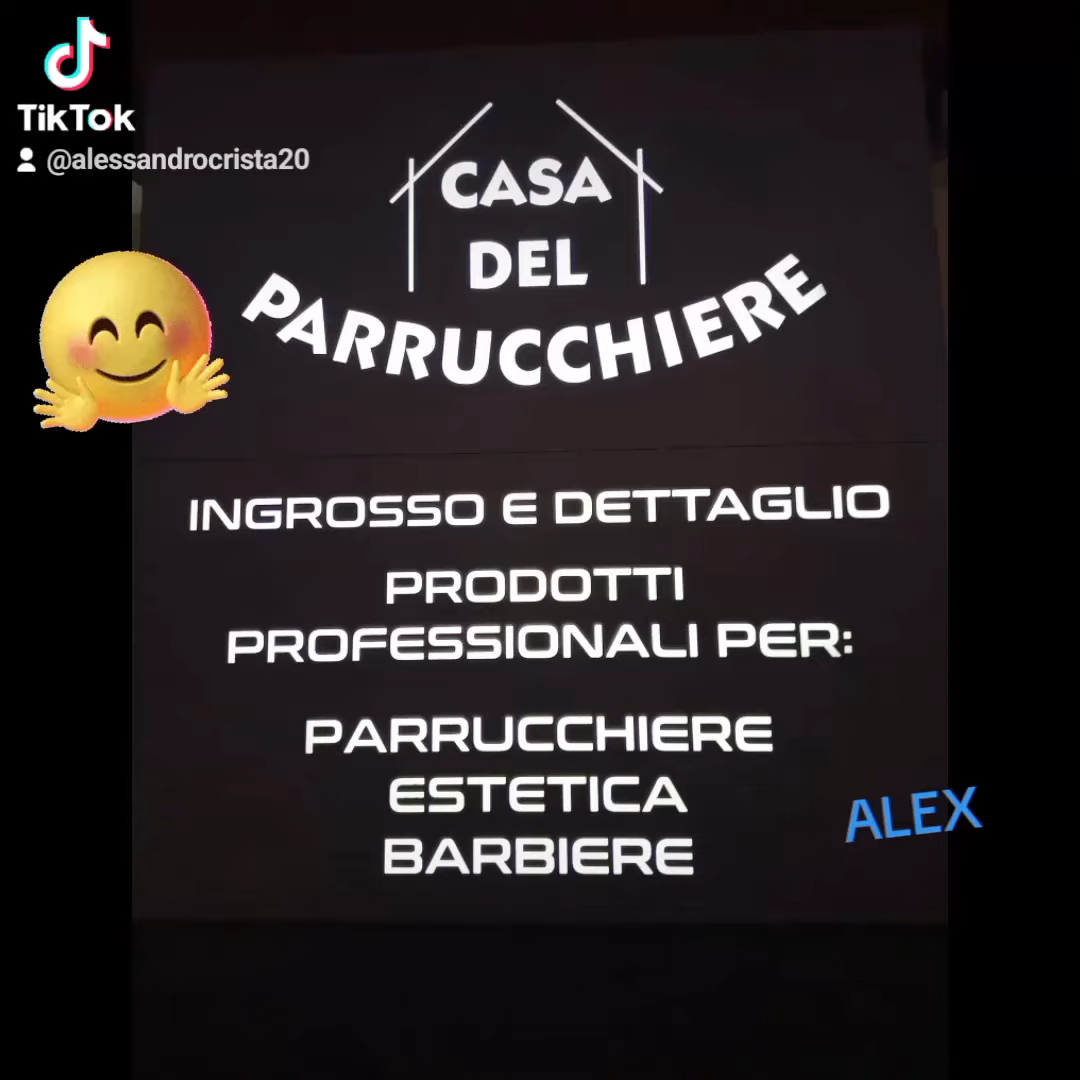 TikTok
@alessandrocrista20
CASA
DEL
PARRUCCHIERE
INGROSSO E DETTAGLIO
PRODOTTI
PROFESSIONALI PER:
PARRUCCHIERE
ESTETICA
BARBIERE
ALEX